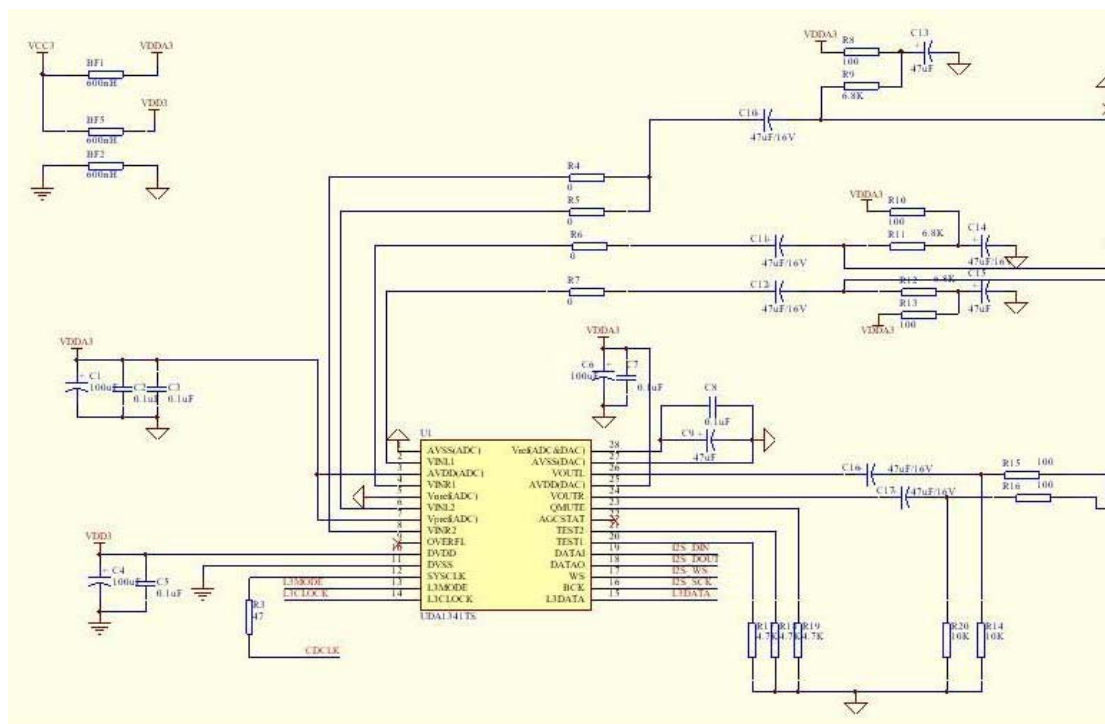 VCC3
VDDA3
BF1
600nH
VDD3
BF5
600nH
BF2
600nH
VDDA3
R8
100
C13
+
47uF
R9
6.8K
C10
47uF/16V
R4
0
R5
0
R6
0
R7
0
C11
47uF/16V
C12
47uF/16V
VDDA3
R10
100
R11
6.8K
C14
+
47uF/16V
R12
6.8K
C15
+
47uF
R13
100
VDDA3
VDDA3
C1
+
100uF
C2
0.1uF
C3
0.1uF
VDDA3
C6
+
100uF
C7
0.1uF
C8
0.1uF
C9
+
47uF
U1
1 AVSS(ADC) Vref(ADC&DAC) 28
2 VINL1 AVSS(DAC) 27
3 AVDD(ADC) VOUTL 26
4 VINR1 AVDD(DAC) 25
5 Vnref(ADC) VOUTR 24
6 VINL2 QMUTE 23
7 Vpref(ADC) AGCSTAT 22
8 VINR2 TEST2 21
9 OVERFL TEST1 20
10 DVDD DATAI 19 I2S_DIN
11 DVSS DATAO 18 I2S_DOUT
12 SYSCLK WS 17 I2S_WS
L3MODE 13 L3MODE BCK 16 I2S_SCK
L3CLOCK 14 L3CLOCK L3DATA 15 L3DATA
UDA1341TS
VDD3
C4
+
100uF
C5
0.1uF
R3
47
CDCLK
C16
47uF/16V
R15 100
C17
47uF/16V
R16 100
4.7K
4.7K
R19
4.7K
R20
10K
R14
10K